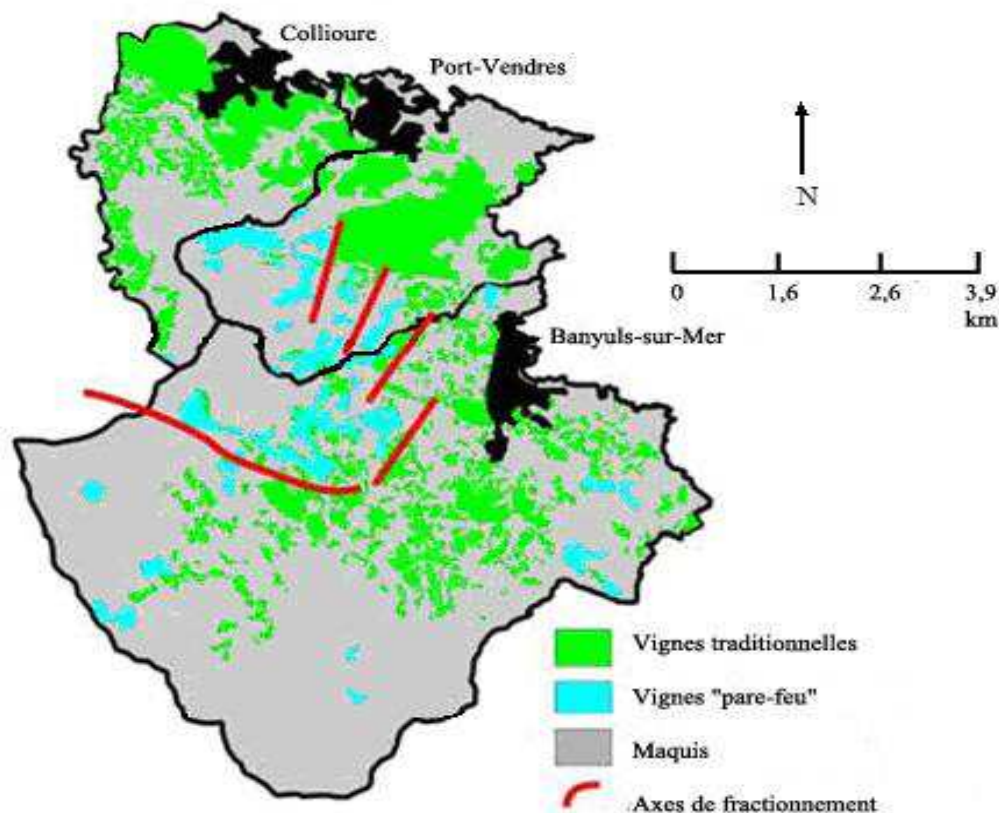 Collioure
Port-Vendres
N
0 1,6 2,6 3,9
km
Banyuls-sur-Mer
Vignes traditionnelles
Vignes "pare-feu"
Maquis
Axes de fractionnement